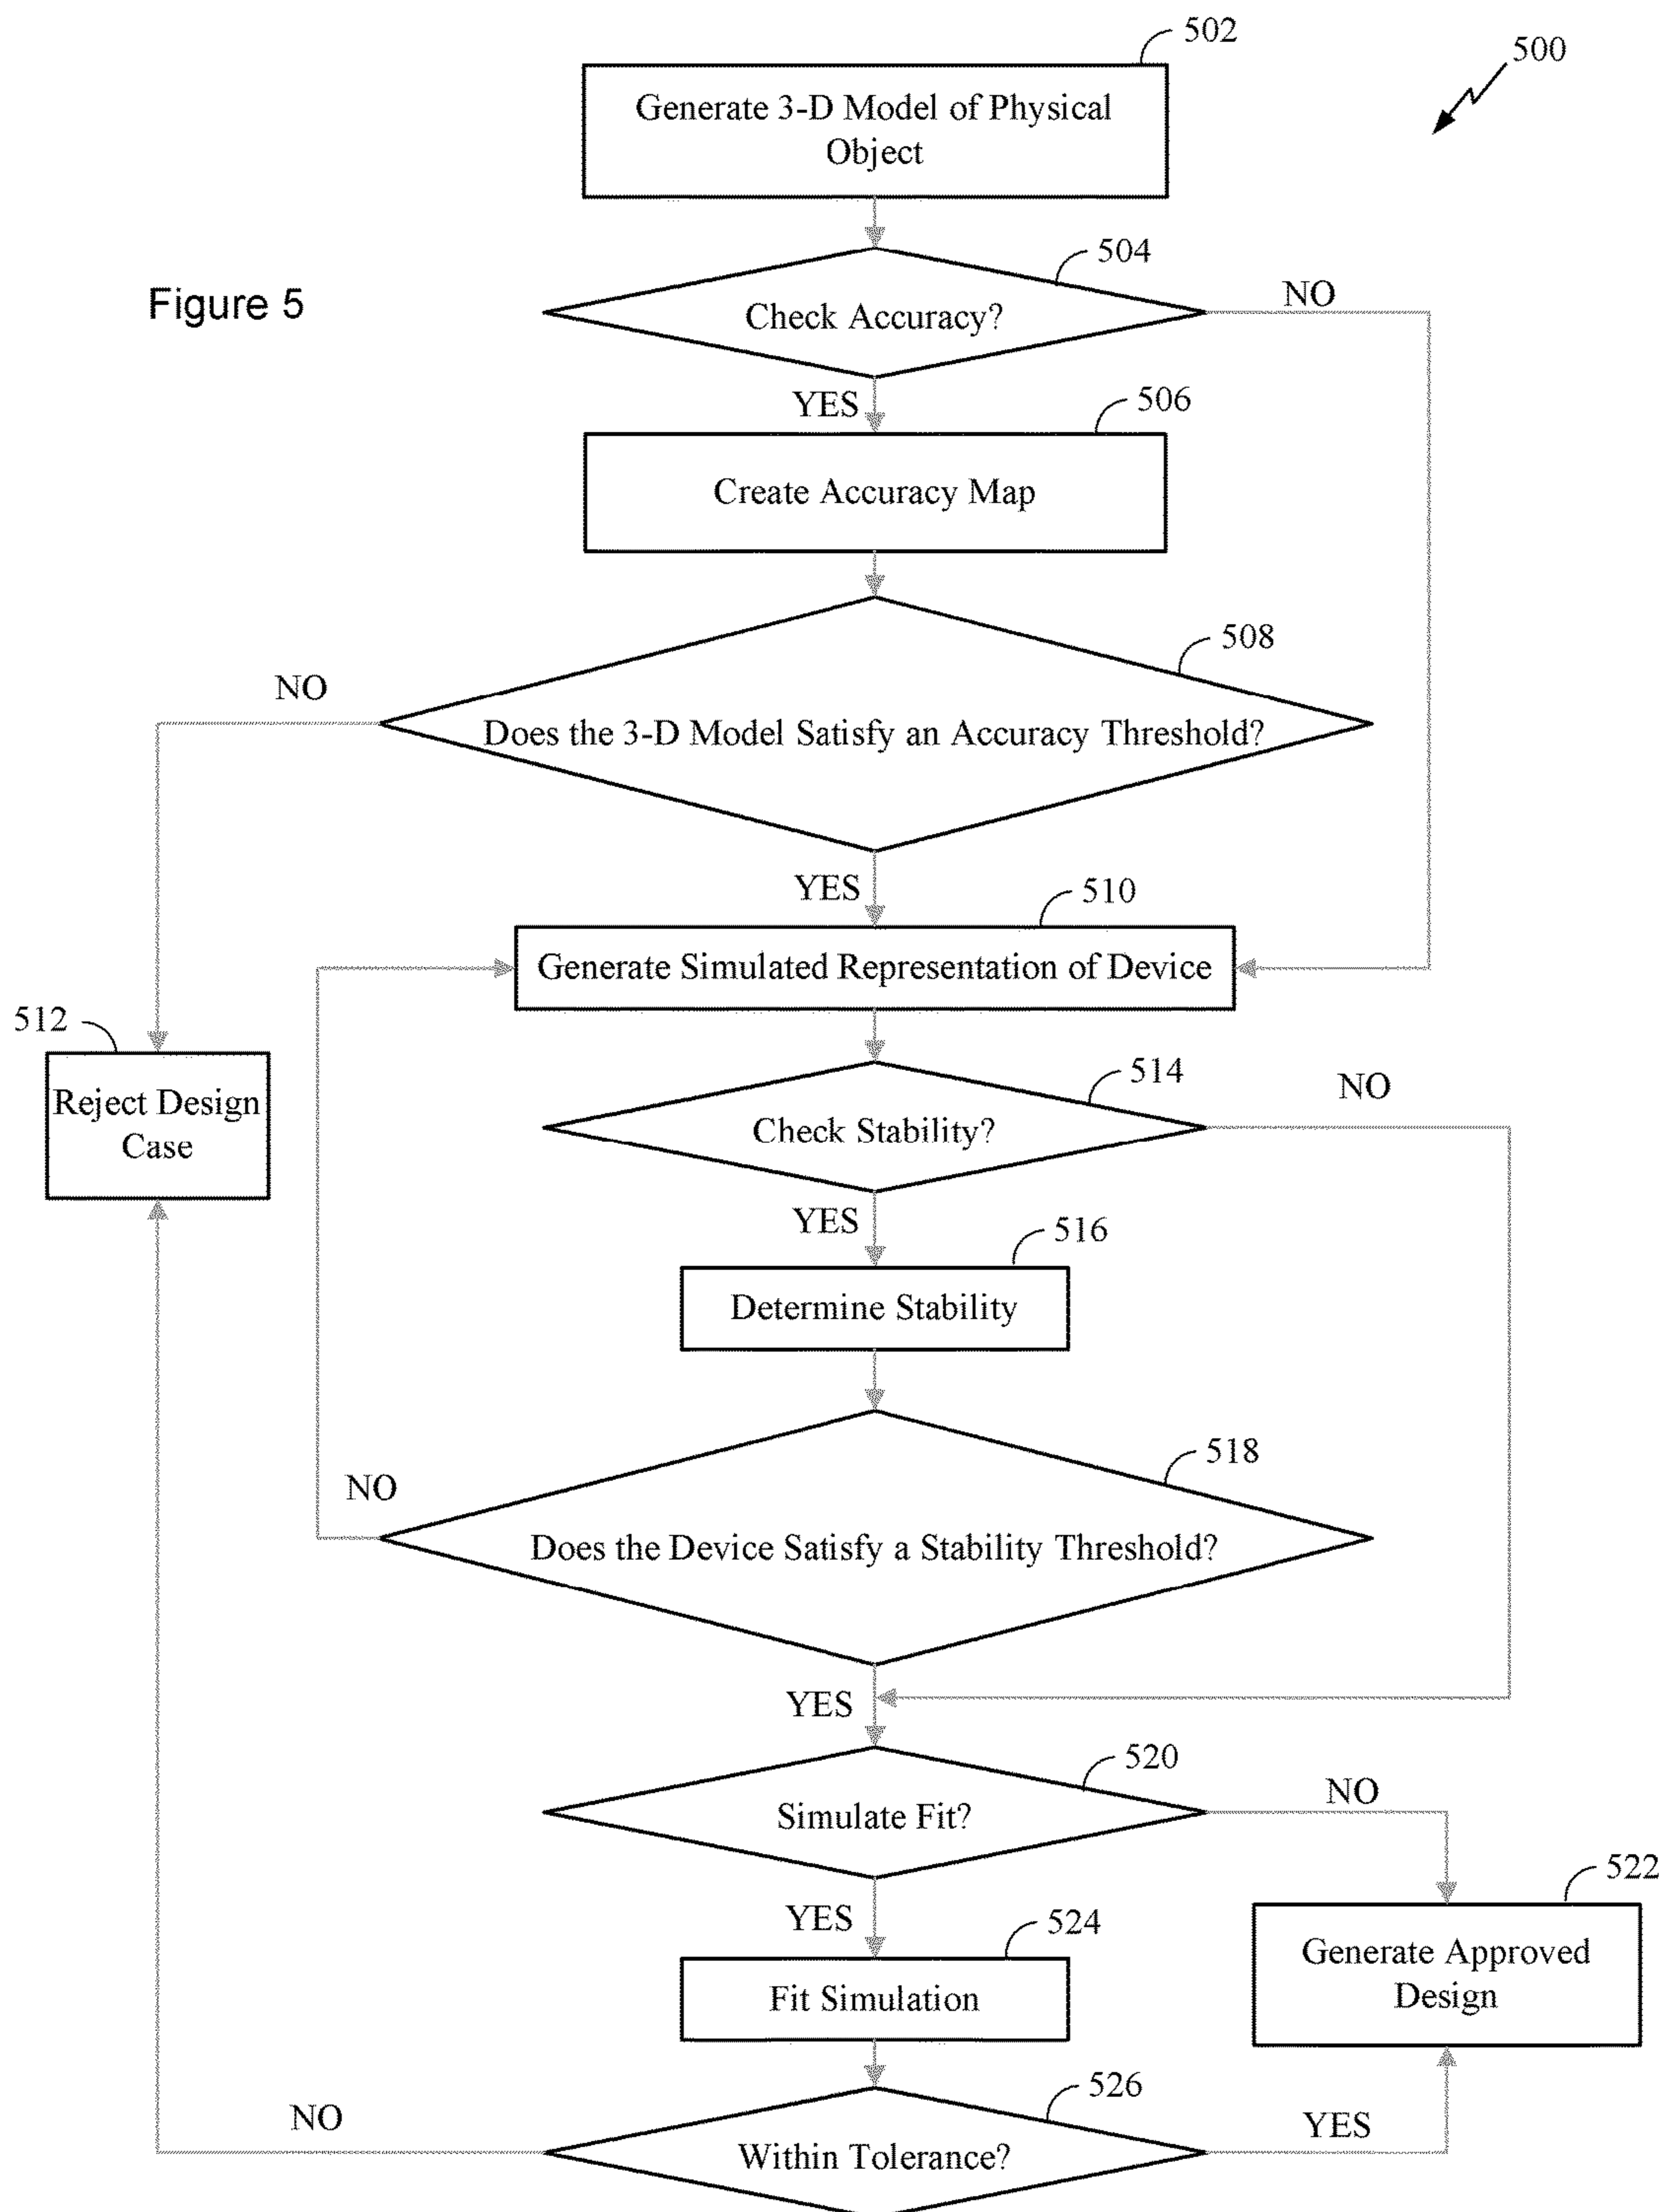 502
500
Generate 3-D Model of Physical
Object
504
Figure 5
NO
Check Accuracy?
YES
506
Create Accuracy Map
508
NO
Does the 3-D Model Satisfy an Accuracy Threshold?
YES
510
Generate Simulated Representation of Device
512
Reject Design
Case
514
NO
Check Stability?
YES
516
Determine Stability
518
NO
Does the Device Satisfy a Stability Threshold?
YES
520
NO
Simulate Fit?
522
YES
524
Generate Approved
Design
Fit Simulation
526
NO
YES
Within Tolerance?